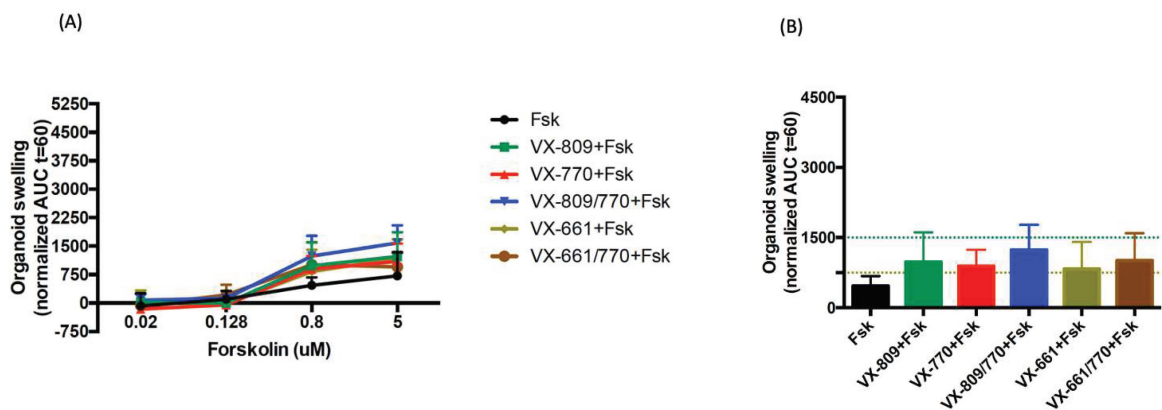 (A)
Organoid swelling
(normalized AUC t=60)
5250
4500
3750
3000
2250
1500
750
0
-750
0.02
0.128
0.8
5
Forskolin (uM)
Fsk
VX-809+Fsk
VX-770+Fsk
VX-809/770+Fsk
VX-661+Fsk
VX-661/770+Fsk
(B)
Organoid swelling
(normalized AUC t=60)
4500
3000
1500
0
Fsk
VX-809+Fsk
VX-770+Fsk
VX-809/770+Fsk
VX-661+Fsk
VX-661/770+Fsk